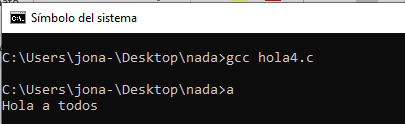 Símbolo del sistema
C:\Users\jona-\Desktop\nada>gcc hola4.c
C:\Users\jona-\Desktop\nada>a
Hola a todos